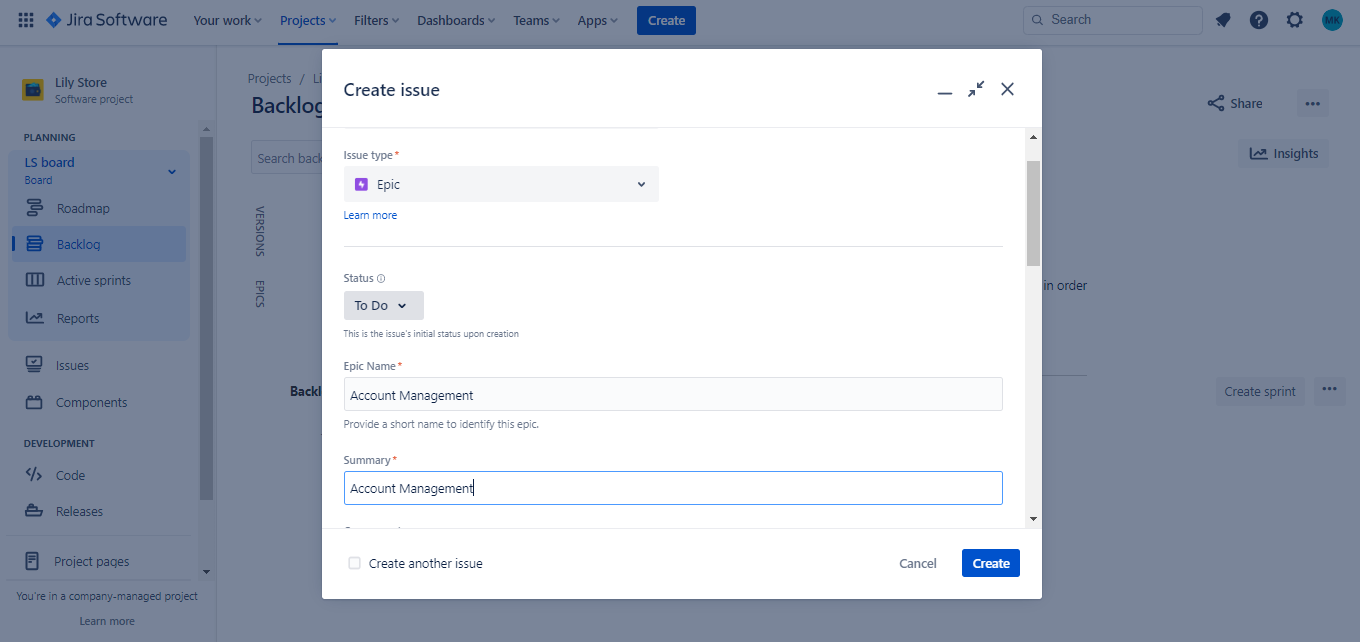 Jira Software
Your work
Projects
Filters
Dashboards
Teams
Apps
Create
Search
MK
Lily Store
Software project
PLANNING
LS board
Board
Roadmap
Backlog
Active sprints
Reports
Issues
Components
DEVELOPMENT
Code
Releases
Project pages
You're in a company-managed project
Learn more
Projects / Li
Backlog
Share
Search back
Insights
VERSIONS
EPICS
in order
Backl
Create sprint
Create issue
Issue type*
Epic
Learn more
Status
To Do
This is the issue's initial status upon creation
Epic Name*
Account Management
Provide a short name to identify this epic.
Summary*
Account Management
Create another issue
Cancel
Create